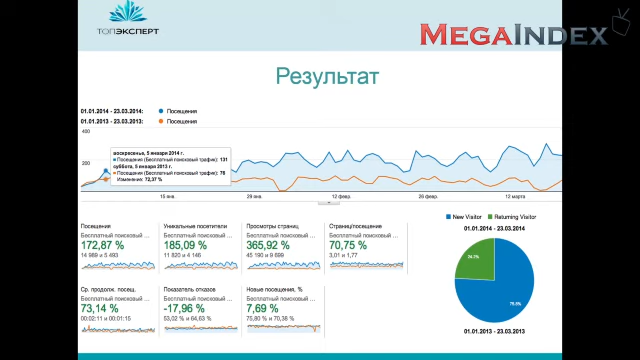 ТОПЭКСПЕРТ
MEGAINDEX
Результат
01.01.2014 - 23.03.2014: Посещения
01.01.2013 - 23.03.2013: Посещения
400
200
воскресенье, 5 января 2014 г.
Посещения (Бесплатный поисковый трафик): 131
суббота, 5 января 2013 г.
Посещения (Бесплатный поисковый трафик): 76
Изменение: 72,37 %
15 янв. 29 янв. 12 февр. 26 февр. 12 марта
New Visitor Returning Visitor
Посещения Уникальные посетители Просмотры страниц Страниц/посещение
Бесплатный поисковый ... Бесплатный поисковый ... Бесплатный поисковый ... Бесплатный поисковый ...
172,87 % 185,09 % 365,92 % 70,75 %
14 989 и 5 493 11 820 и 4 146 45 190 и 9 699 3,01 и 1,77
01.01.2014 - 23.03.2014
24.2%
75.8%
Ср. продолж. посещ. Показатель отказов Новые посещения, %
Бесплатный поисковый ... Бесплатный поисковый ... Бесплатный поисковый ...
73,14 % -17,96 % 7,69 %
00:02:11 и 00:01:15 53,02 % и 64,63 % 75,80 % и 70,38 %
01.01.2013 - 23.03.2013